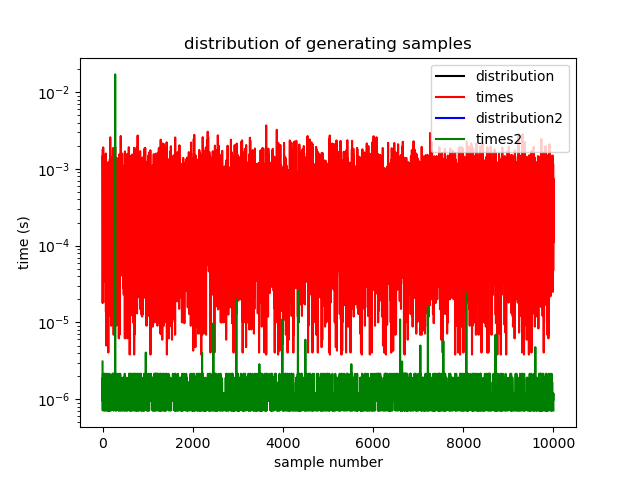 distribution of generating samples
distribution
times
distribution2
times2
10⁻²
10⁻³
10⁻⁴
10⁻⁵
10⁻⁶
time (s)
0 2000 4000 6000 8000 10000
sample number